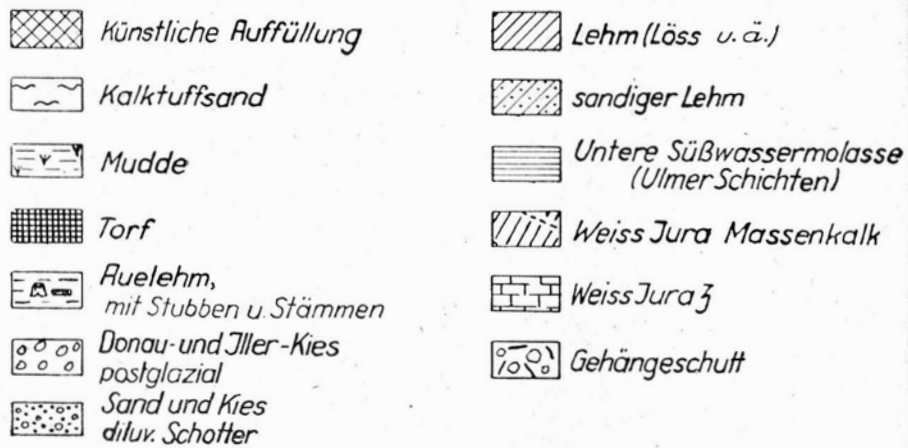 Künstliche Auffüllung
Kalktuffsand
Mudde
Torf
Auelehm,
mit Stubben u. Stämmen
Donau- und Jller-Kies
postglazial
Sand und Kies
diluv. Schotter
Lehm (Löss u. ä.)
sandiger Lehm
Untere Süßwassermolasse
(Ulmer Schichten)
Weiss Jura Massenkalk
Weiss Jura ζ
Gehängeschutt